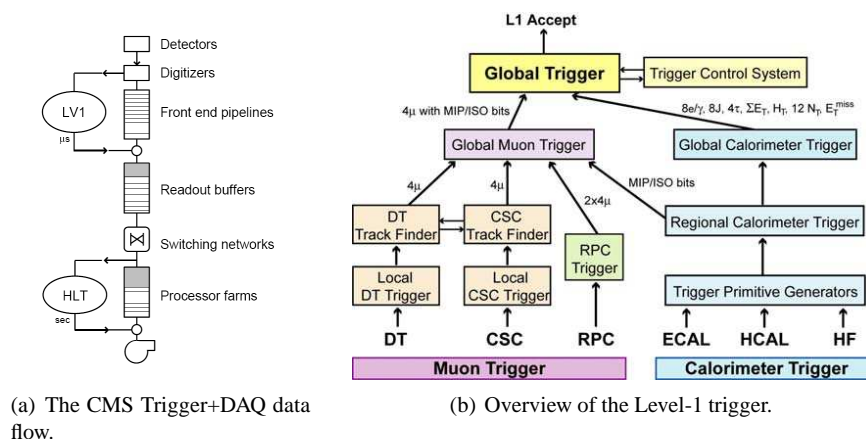 Detectors
Digitizers
LV1
Front end pipelines
μs
Readout buffers
Switching networks
HLT
Processor farms
sec
(a) The CMS Trigger+DAQ data
flow.
L1 Accept
Global Trigger
Trigger Control System
4μ with MIP/ISO bits
8e/γ, 8J, 4τ, ΣE_T, H_T, 12 N_T, E_T^miss
Global Muon Trigger
Global Calorimeter Trigger
4μ
4μ
2x4μ
MIP/ISO bits
DT
Track Finder
CSC
Track Finder
Regional Calorimeter Trigger
RPC
Trigger
Local
DT Trigger
Local
CSC Trigger
Trigger Primitive Generators
DT
CSC
RPC
ECAL
HCAL
HF
Muon Trigger
Calorimeter Trigger
(b) Overview of the Level-1 trigger.